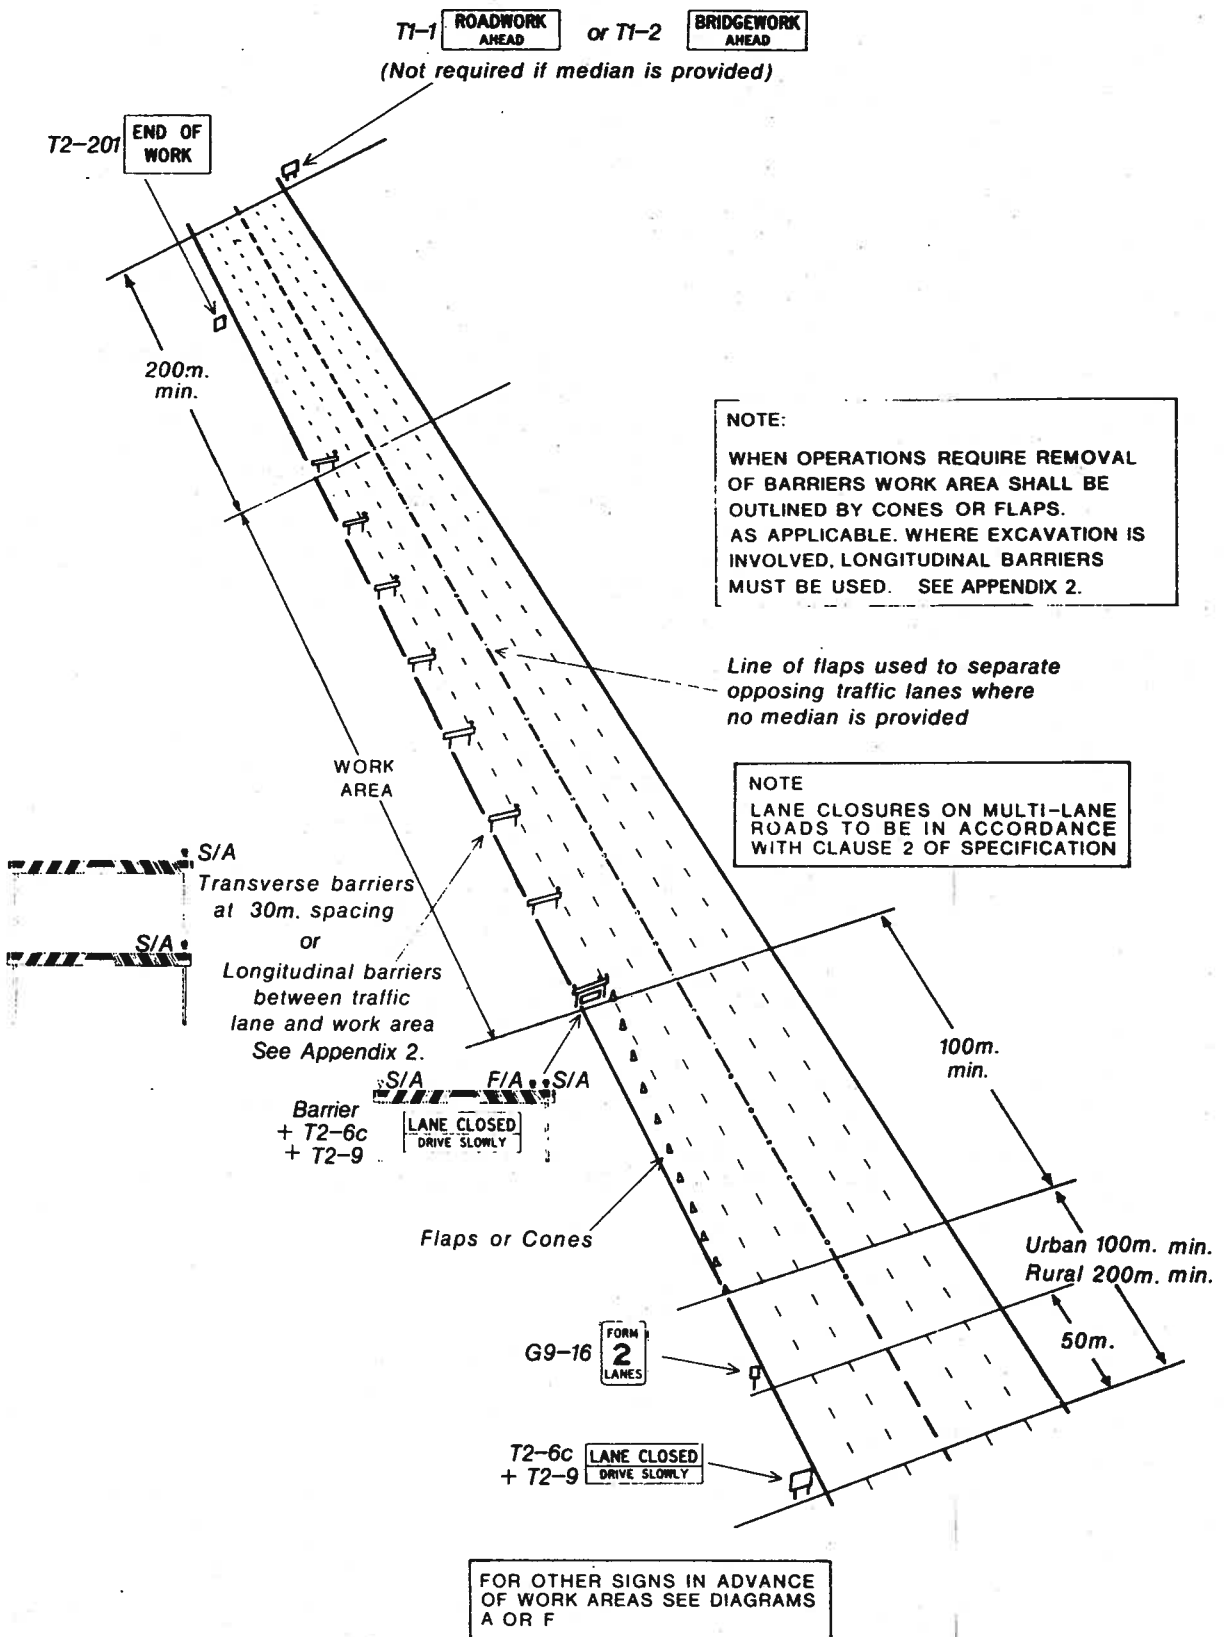 T1-1 ROADWORK AHEAD or T1-2 BRIDGEWORK AHEAD
(Not required if median is provided)
T2-201 END OF WORK
200m. min.
NOTE:
WHEN OPERATIONS REQUIRE REMOVAL
OF BARRIERS WORK AREA SHALL BE
OUTLINED BY CONES OR FLAPS.
AS APPLICABLE. WHERE EXCAVATION IS
INVOLVED, LONGITUDINAL BARRIERS
MUST BE USED. SEE APPENDIX 2.
Line of flaps used to separate
opposing traffic lanes where
no median is provided
WORK
AREA
NOTE
LANE CLOSURES ON MULTI-LANE
ROADS TO BE IN ACCORDANCE
WITH CLAUSE 2 OF SPECIFICATION
S/A
Transverse barriers
at 30m. spacing
or
S/A
Longitudinal barriers
between traffic
lane and work area
See Appendix 2.
100m.
min.
S/A F/A S/A
Barrier
+ T2-6c
+ T2-9
LANE CLOSED
DRIVE SLOWLY
Flaps or Cones
Urban 100m. min.
Rural 200m. min.
50m.
G9-16
FORM
2
LANES
T2-6c
+ T2-9
LANE CLOSED
DRIVE SLOWLY
FOR OTHER SIGNS IN ADVANCE
OF WORK AREAS SEE DIAGRAMS
A OR F